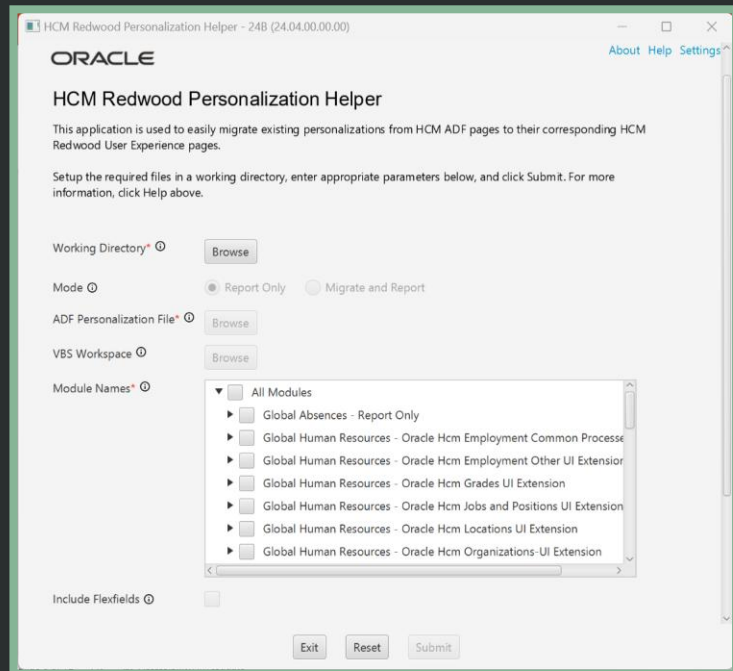 HCM Redwood Personalization Helper - 24B (24.04.00.00.00)
About Help Settings
ORACLE
HCM Redwood Personalization Helper
This application is used to easily migrate existing personalizations from HCM ADF pages to their corresponding HCM
Redwood User Experience pages.
Setup the required files in a working directory, enter appropriate parameters below, and click Submit. For more
information, click Help above.
Working Directory* Browse
Mode Report Only Migrate and Report
ADF Personalization File* Browse
VBS Workspace Browse
Module Names* All Modules
Global Absences - Report Only
Global Human Resources - Oracle Hcm Employment Common Processe
Global Human Resources - Oracle Hcm Employment Other UI Extension
Global Human Resources - Oracle Hcm Grades UI Extension
Global Human Resources - Oracle Hcm Jobs and Positions UI Extension
Global Human Resources - Oracle Hcm Locations UI Extension
Global Human Resources - Oracle Hcm Organizations-UI Extension
Include Flexfields
Exit Reset Submit